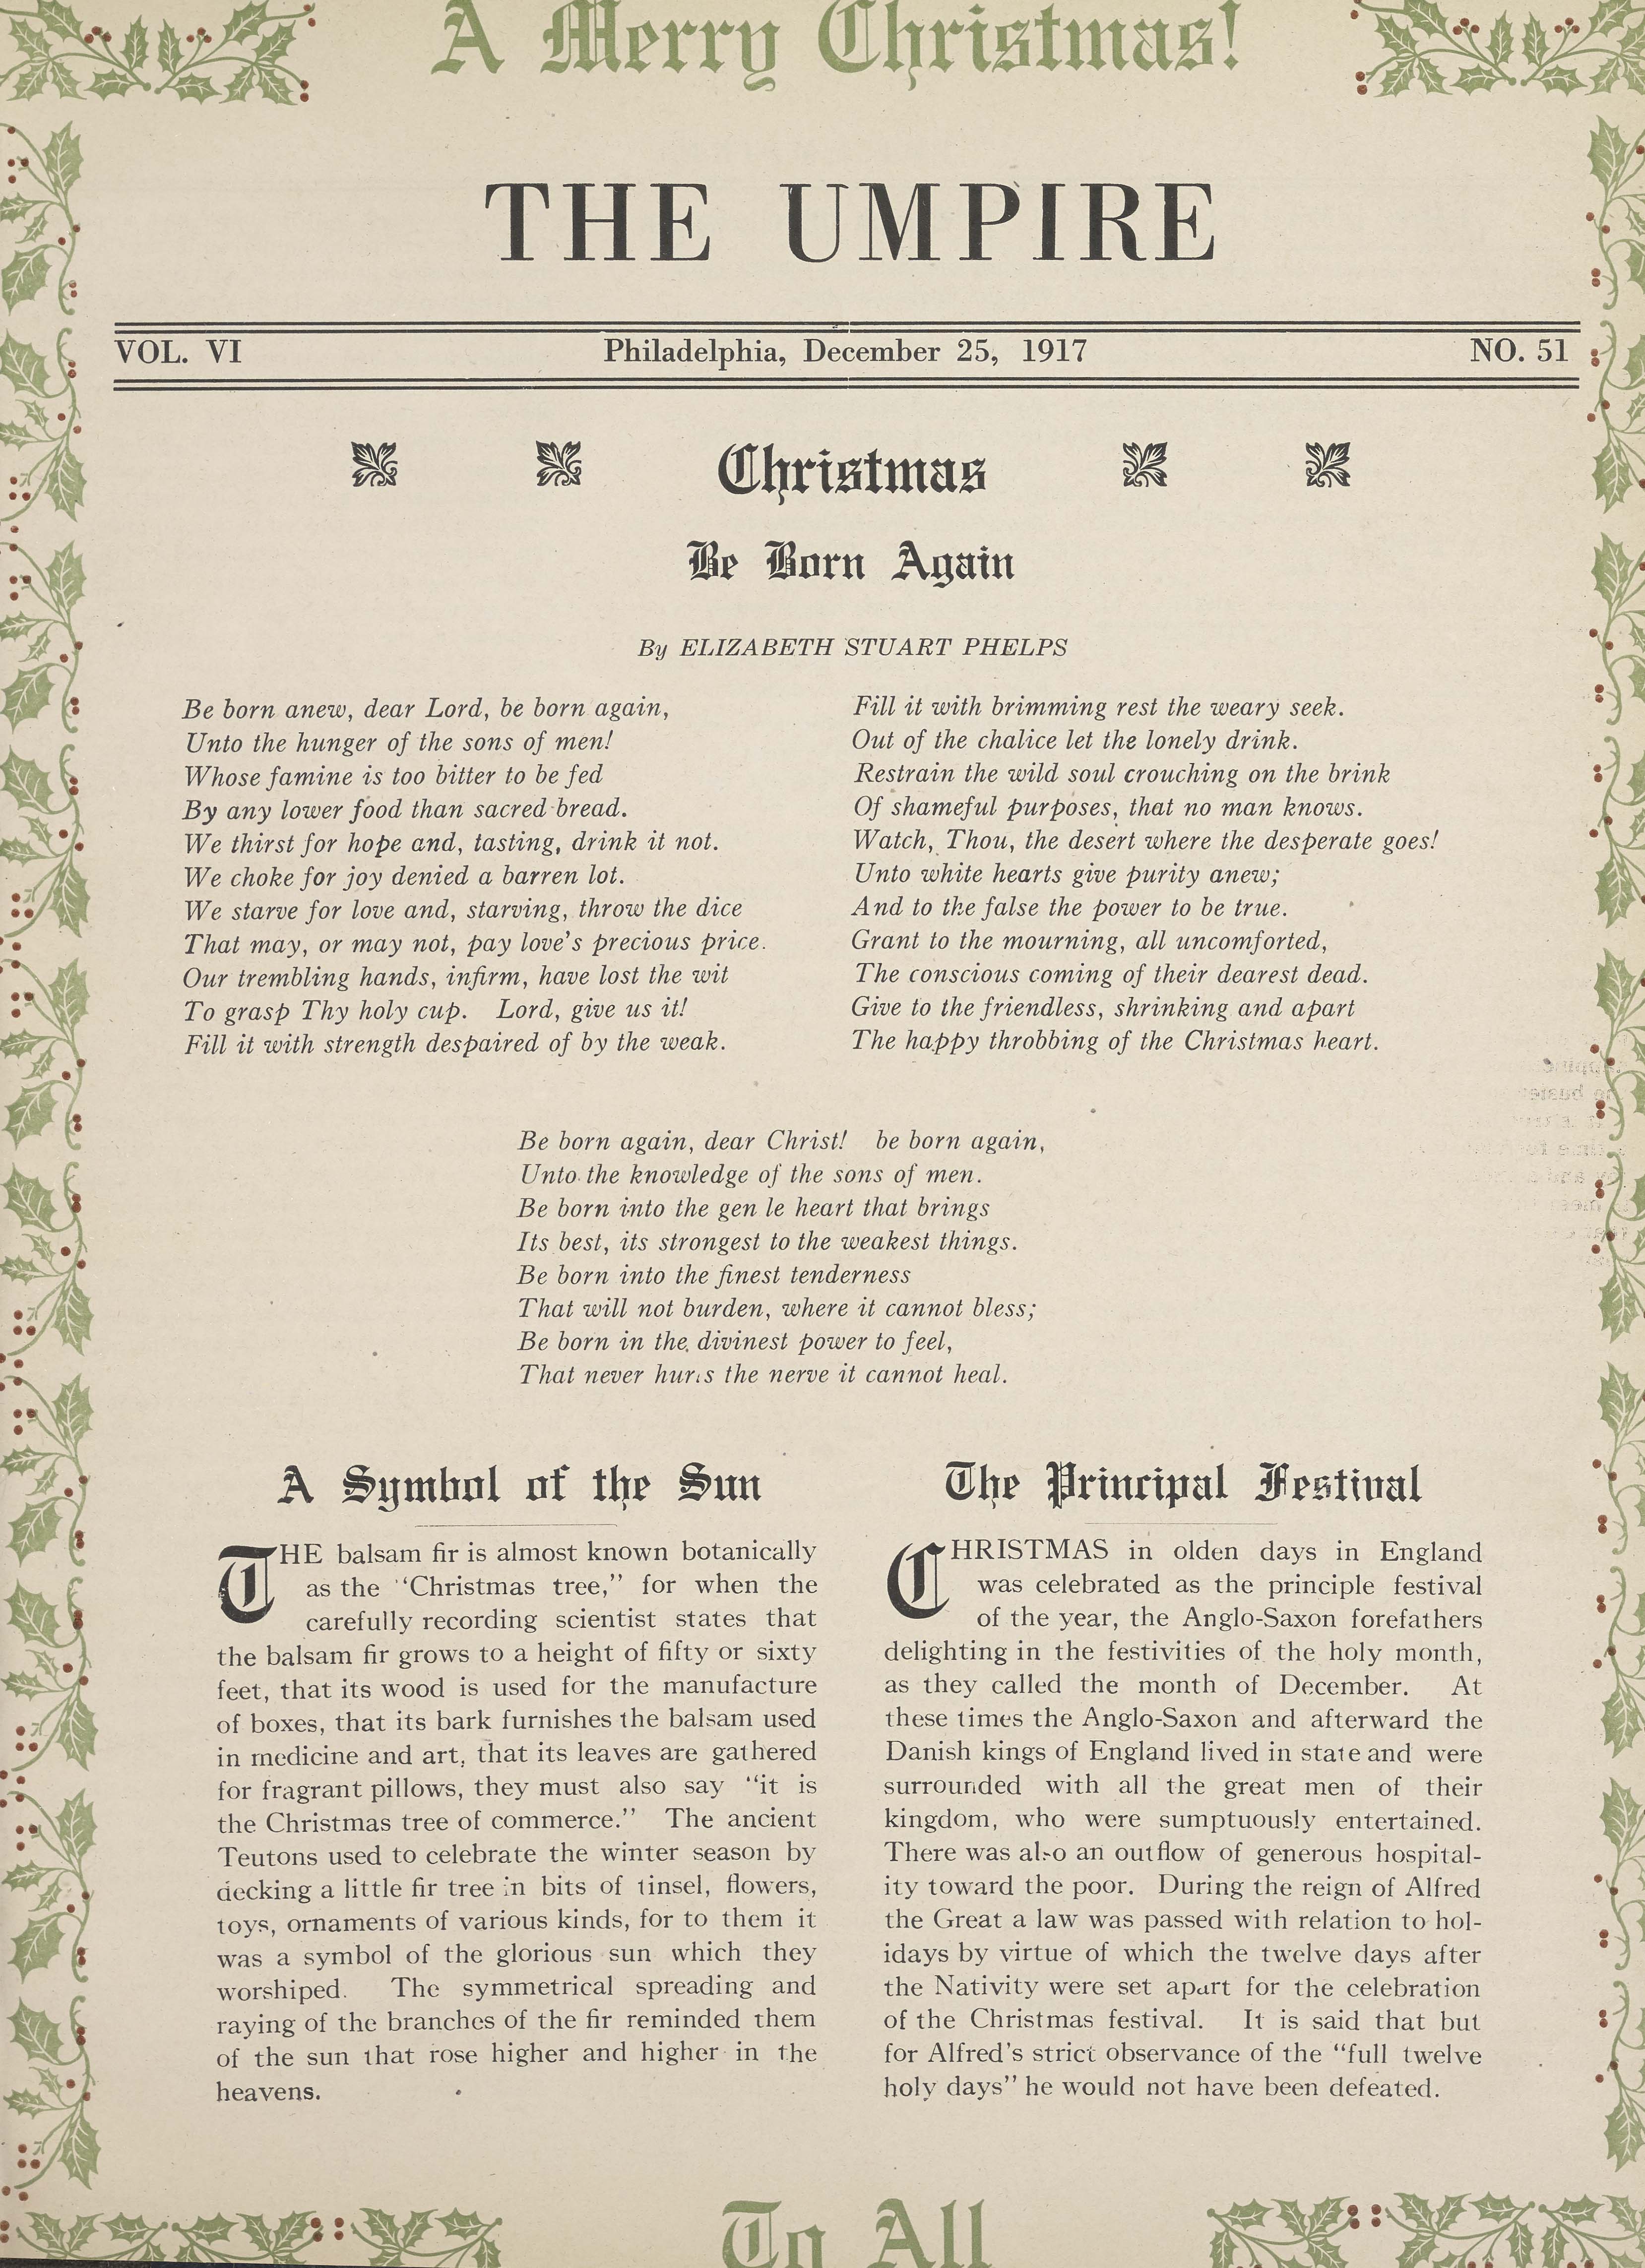 A Merry Christmas!
THE UMPIRE
VOL. VI Philadelphia, December 25, 1917 NO. 51
Christmas
Be Born Again
By ELIZABETH STUART PHELPS
Be born anew, dear Lord, be born again,
Unto the hunger of the sons of men!
Whose famine is too bitter to be fed
By any lower food than sacred bread.
We thirst for hope and, tasting, drink it not.
We choke for joy denied a barren lot.
We starve for love and, starving, throw the dice
That may, or may not, pay love's precious price.
Our trembling hands, infirm, have lost the wit
To grasp Thy holy cup. Lord, give us it!
Fill it with strength despaired of by the weak.
Fill it with brimming rest the weary seek.
Out of the chalice let the lonely drink.
Restrain the wild soul crouching on the brink
Of shameful purposes, that no man knows.
Watch, Thou, the desert where the desperate goes!
Unto white hearts give purity anew;
And to the false the power to be true.
Grant to the mourning, all uncomforted,
The conscious coming of their dearest dead.
Give to the friendless, shrinking and apart
The happy throbbing of the Christmas heart.
Be born again, dear Christ! be born again,
Unto the knowledge of the sons of men.
Be born into the gen le heart that brings
Its best, its strongest to the weakest things.
Be born into the finest tenderness
That will not burden, where it cannot bless;
Be born in the divinest power to feel,
That never hurts the nerve it cannot heal.
A Symbol of the Sun
THE balsam fir is almost known botanically
as the "Christmas tree," for when the
carefully recording scientist states that
the balsam fir grows to a height of fifty or sixty
feet, that its wood is used for the manufacture
of boxes, that its bark furnishes the balsam used
in medicine and art, that its leaves are gathered
for fragrant pillows, they must also say "it is
the Christmas tree of commerce." The ancient
Teutons used to celebrate the winter season by
decking a little fir tree in bits of tinsel, flowers,
toys, ornaments of various kinds, for to them it
was a symbol of the glorious sun which they
worshiped. The symmetrical spreading and
raying of the branches of the fir reminded them
of the sun that rose higher and higher in the
heavens.
The Principal Festival
CHRISTMAS in olden days in England
was celebrated as the principle festival
of the year, the Anglo-Saxon forefathers
delighting in the festivities of the holy month,
as they called the month of December. At
these times the Anglo-Saxon and afterward the
Danish kings of England lived in state and were
surrounded with all the great men of their
kingdom, who were sumptuously entertained.
There was also an outflow of generous hospital-
ity toward the poor. During the reign of Alfred
the Great a law was passed with relation to hol-
idays by virtue of which the twelve days after
the Nativity were set apart for the celebration
of the Christmas festival. It is said that but
for Alfred's strict observance of the "full twelve
holy days" he would not have been defeated.
To All